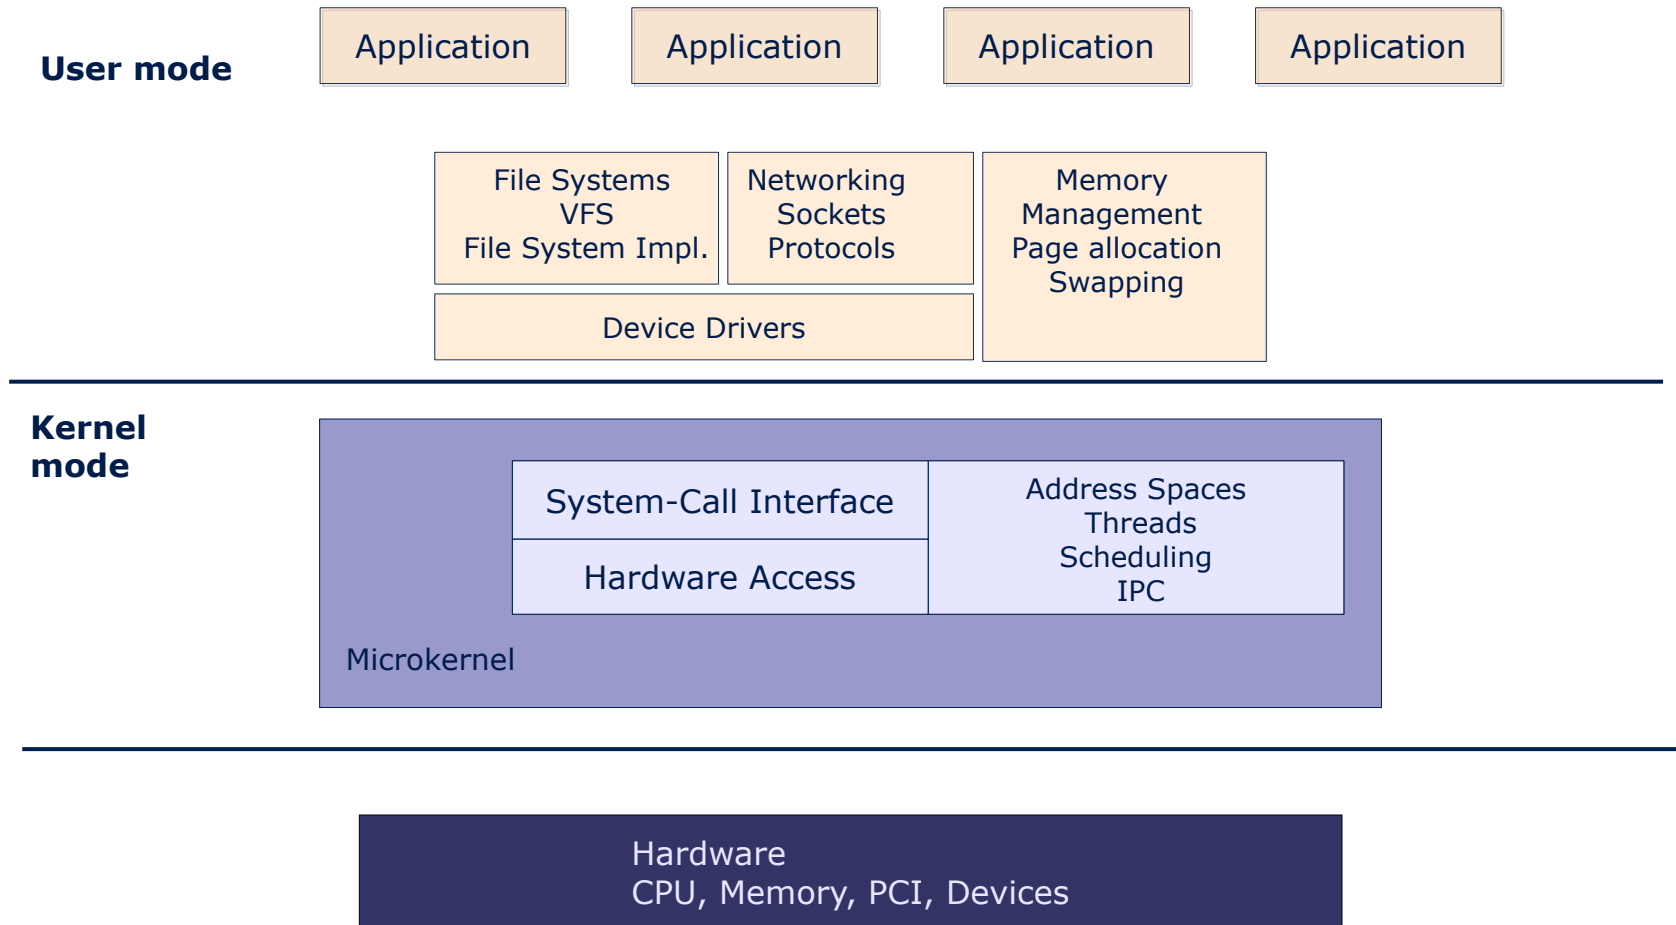 User mode
Application
Application
Application
Application
File Systems
VFS
File System Impl.
Networking
Sockets
Protocols
Memory
Management
Page allocation
Swapping
Device Drivers
Kernel
mode
System-Call Interface
Hardware Access
Address Spaces
Threads
Scheduling
IPC
Microkernel
Hardware
CPU, Memory, PCI, Devices